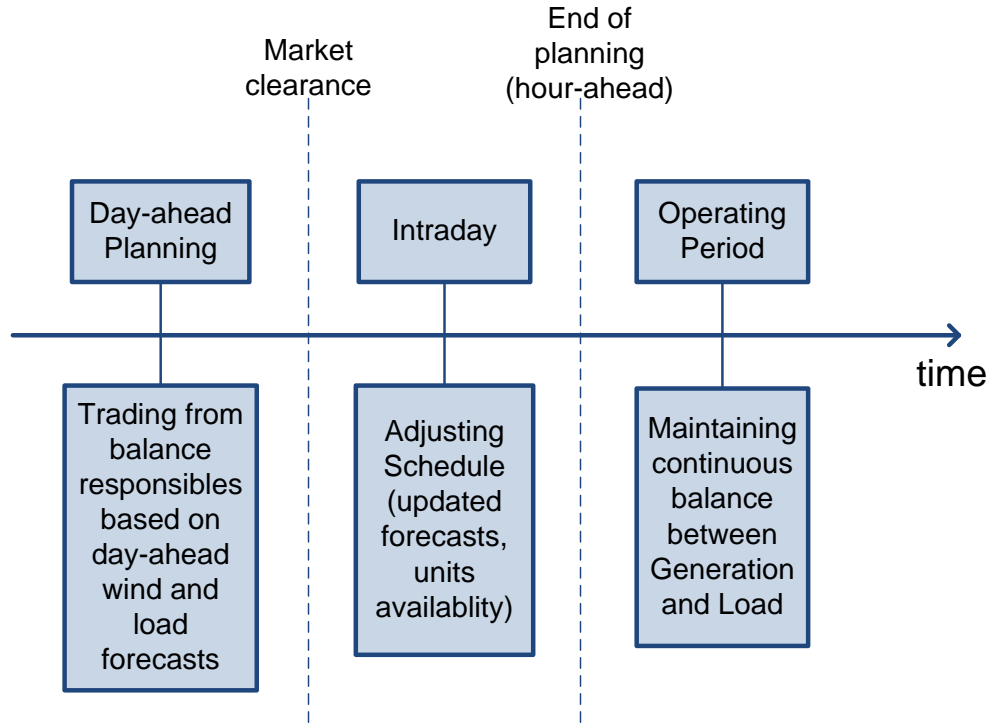 Market
clearance
End of
planning
(hour-ahead)
Day-ahead
Planning
Intraday
Operating
Period
time
Trading from
balance
responsibles
based on
day-ahead
wind and
load
forecasts
Adjusting
Schedule
(updated
forecasts,
units
availablity)
Maintaining
continuous
balance
between
Generation
and Load